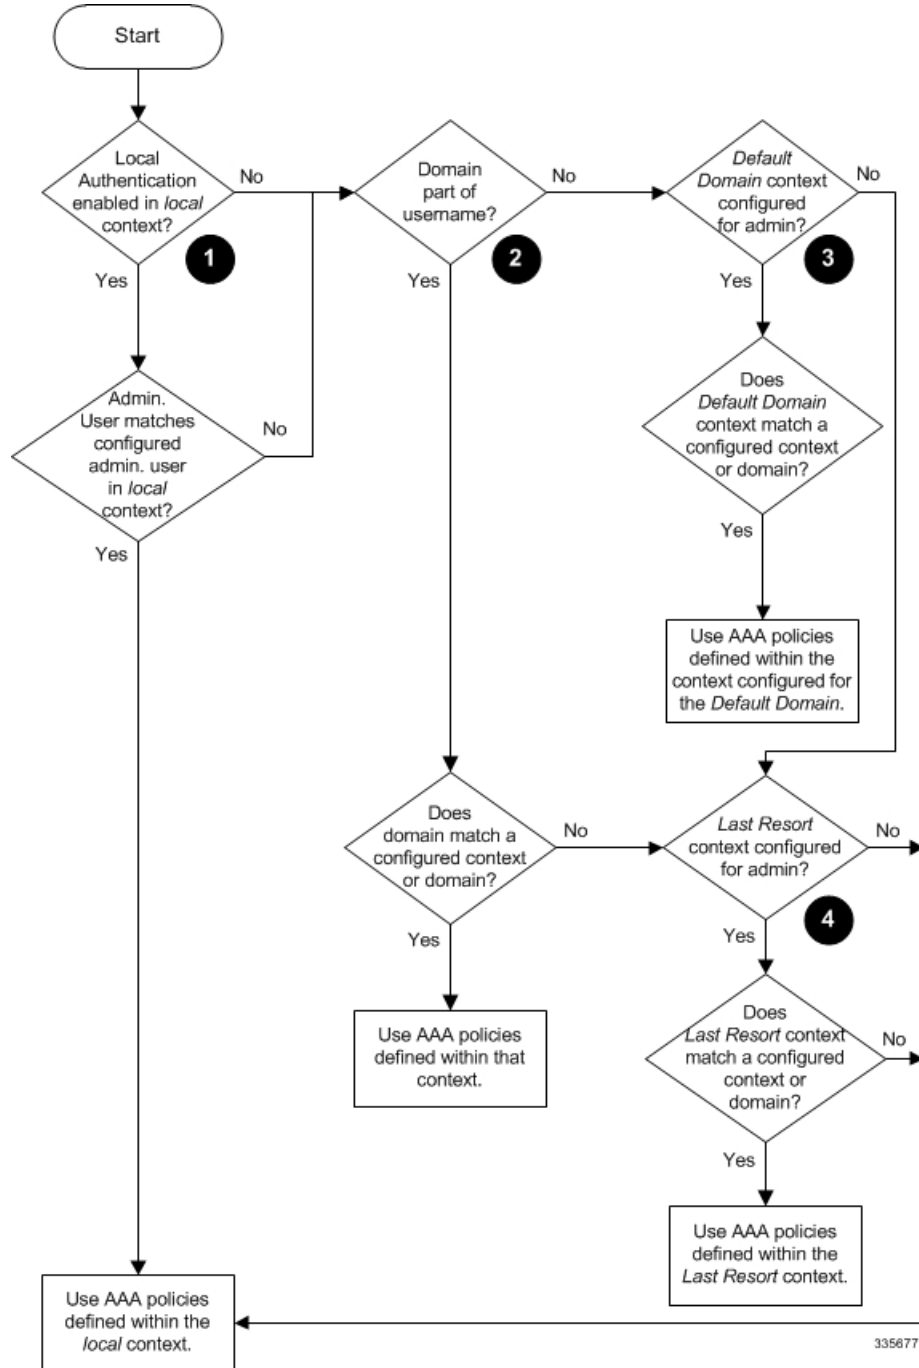 Start
Local
Authentication
enabled in local
context?
No
1
Yes
Domain
part of
username?
No
2
Yes
Default
Domain context
configured
for admin?
No
3
Yes
Admin.
User matches
configured
admin. user
in local
context?
No
Yes
Does
Default Domain
context match a
configured context
or domain?
Yes
Use AAA policies
defined within the
context configured for
the Default Domain.
Does
domain match a
configured context
or domain?
No
Yes
Last Resort
context configured
for admin?
No
4
Yes
Use AAA policies
defined within that
context.
Does
Last Resort context
match a configured
context or
domain?
No
Yes
Use AAA policies
defined within the
Last Resort context.
Use AAA policies
defined within the
local context.
335677